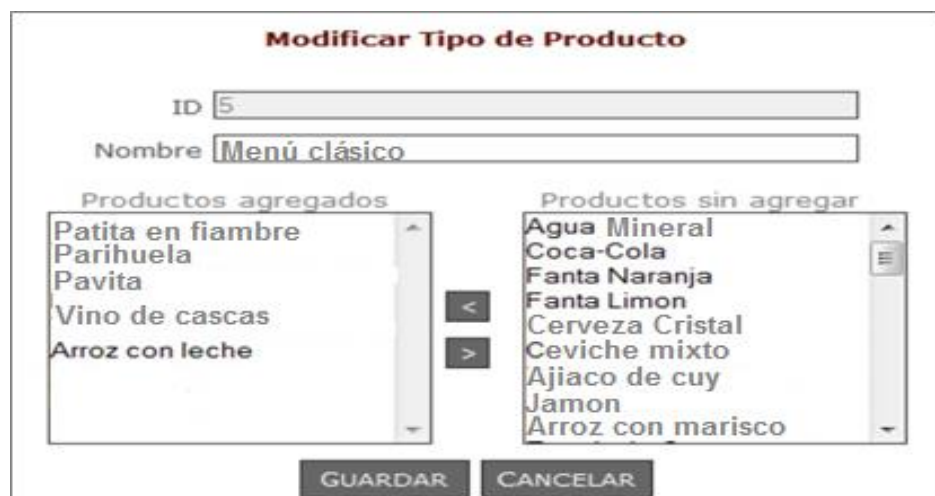 Modificar Tipo de Producto
ID 5
Nombre Menú clásico
Productos agregados
Patita en fiambre
Parihuela
Pavita
Vino de cascas
Arroz con leche
<
>
Productos sin agregar
Agua Mineral
Coca-Cola
Fanta Naranja
Fanta Limon
Cerveza Cristal
Ceviche mixto
Ajiaco de cuy
Jamon
Arroz con marisco
GUARDAR CANCELAR